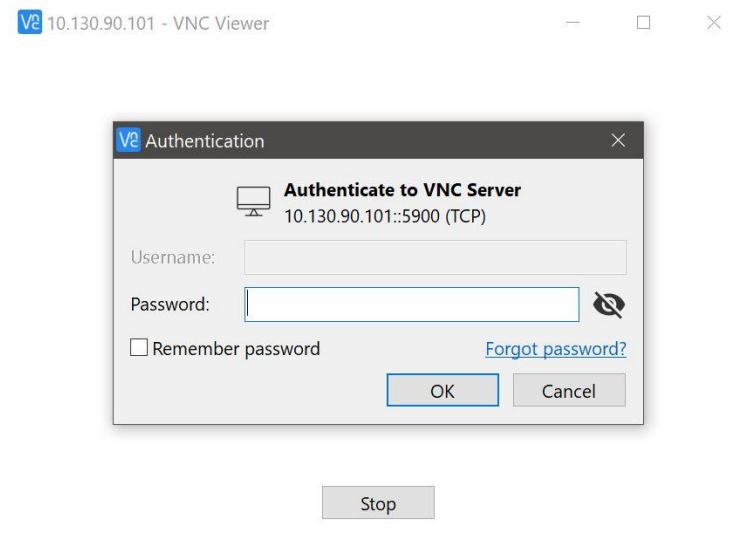 10.130.90.101 - VNC Viewer
Authentication
Authenticate to VNC Server
10.130.90.101::5900 (TCP)
Username:
Password:
Remember password Forgot password?
OK Cancel
Stop